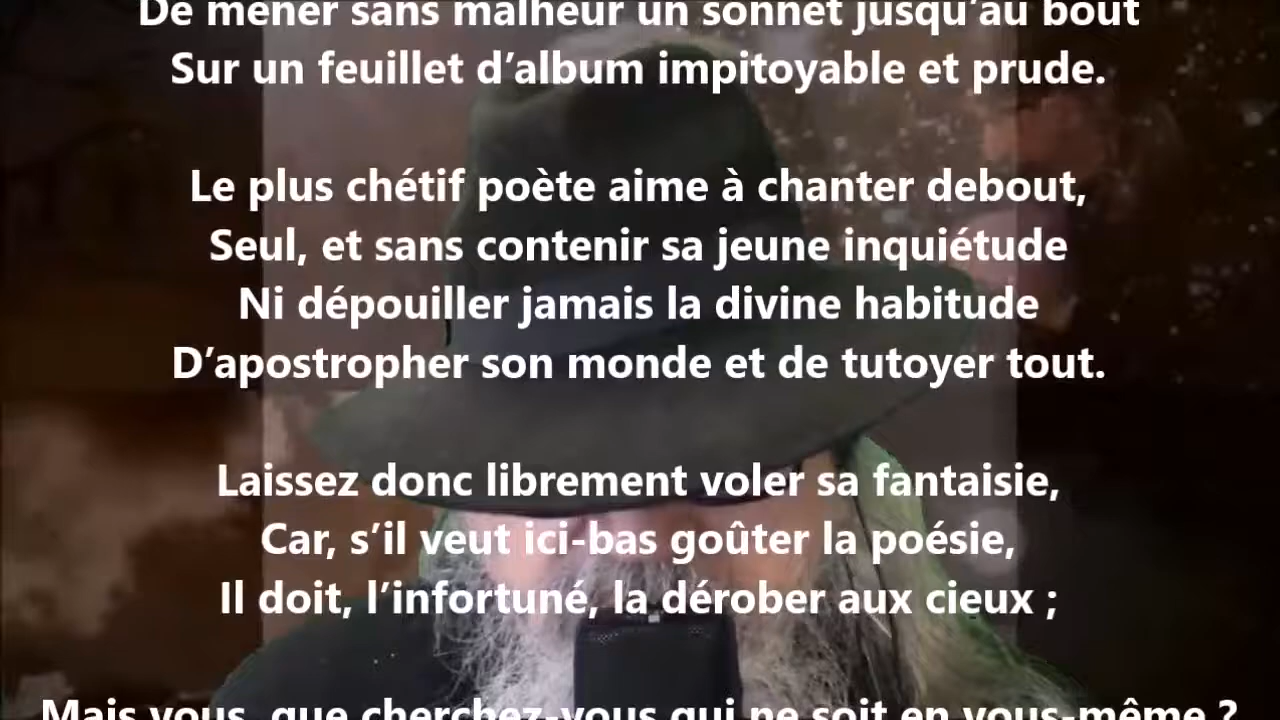 De mener sans malheur un sonnet jusqu’au bout
Sur un feuillet d’album impitoyable et prude.
Le plus chétif poète aime à chanter debout,
Seul, et sans contenir sa jeune inquiétude
Ni dépouiller jamais la divine habitude
D’apostropher son monde et de tutoyer tout.
Laissez donc librement voler sa fantaisie,
Car, s’il veut ici-bas goûter la poésie,
Il doit, l’infortuné, la dérober aux cieux ;
Mais vous, que cherchez-vous qui ne soit en vous-même ?